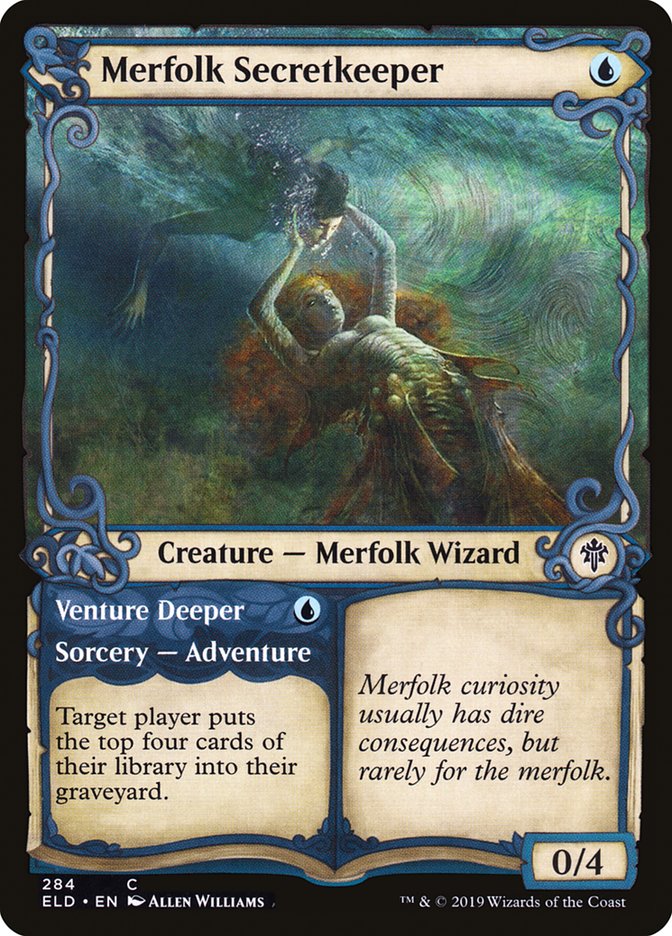 Merfolk Secretkeeper
Creature — Merfolk Wizard
Venture Deeper
Sorcery — Adventure
Target player puts
the top four cards of
their library into their
graveyard.
Merfolk curiosity
usually has dire
consequences, but
rarely for the merfolk.
0/4
284 C
ELD • EN Allen Williams
™ & © 2019 Wizards of the Coast